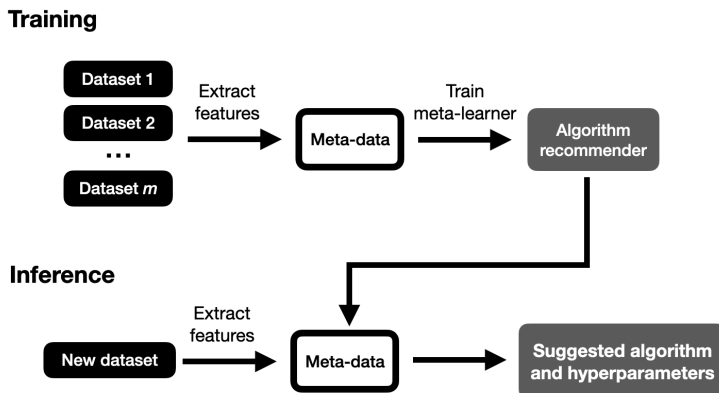 Training
Dataset 1
Dataset 2
...
Dataset m
Extract
features
Meta-data
Train
meta-learner
Algorithm
recommender
Inference
New dataset
Extract
features
Meta-data
Suggested algorithm
and hyperparameters